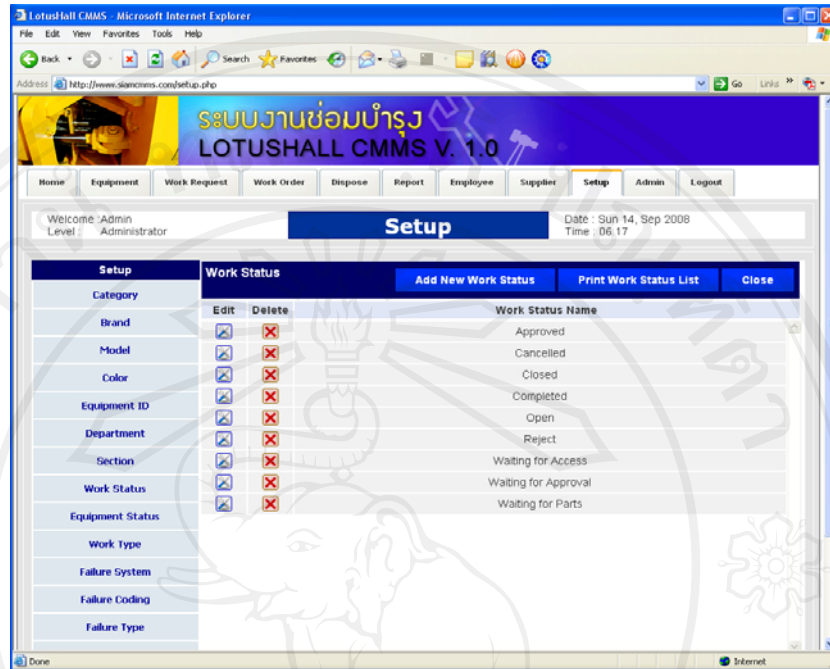 LotusHall CMMS - Microsoft Internet Explorer
File Edit View Favorites Tools Help
Back Search Favorites
Address http://www.siamcmms.com/setup.php Go Links »
ระบบงานซ่อมบำรุง
LOTUSHALL CMMS V. 1.0
Home Equipment Work Request Work Order Dispose Report Employee Supplier Setup Admin Logout
Welcome :Admin
Level : Administrator
Setup
Date : Sun 14, Sep 2008
Time : 06:17
Setup
Category
Brand
Model
Color
Equipment ID
Department
Section
Work Status
Equipment Status
Work Type
Failure System
Failure Coding
Failure Type
Work Status Add New Work Status Print Work Status List Close
Edit Delete Work Status Name
Approved
Cancelled
Closed
Completed
Open
Reject
Waiting for Access
Waiting for Approval
Waiting for Parts
Done Internet